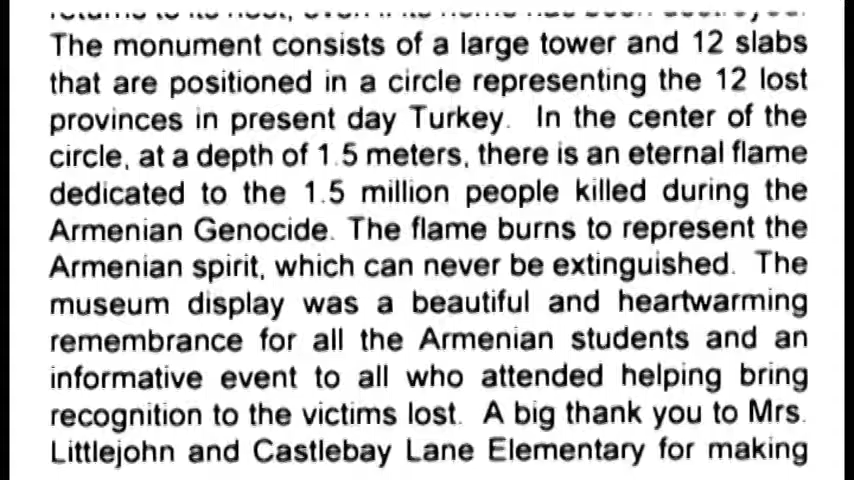 The monument consists of a large tower and 12 slabs
that are positioned in a circle representing the 12 lost
provinces in present day Turkey. In the center of the
circle, at a depth of 1.5 meters, there is an eternal flame
dedicated to the 1.5 million people killed during the
Armenian Genocide. The flame burns to represent the
Armenian spirit, which can never be extinguished. The
museum display was a beautiful and heartwarming
remembrance for all the Armenian students and an
informative event to all who attended helping bring
recognition to the victims lost. A big thank you to Mrs.
Littlejohn and Castlebay Lane Elementary for making